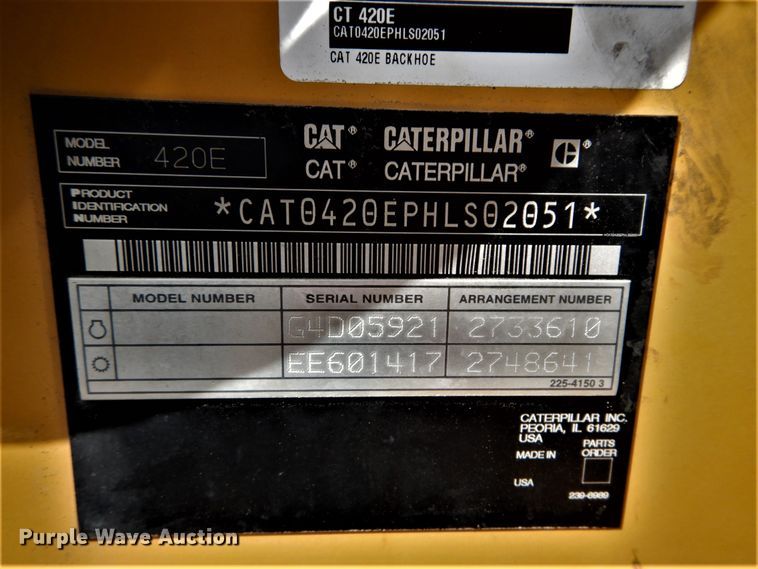 CT 420E
CAT0420EPHLS02051
CAT 420E BACKHOE
MODEL NUMBER 420E
CAT® CATERPILLAR®
CAT® CATERPILLAR®
C®
PRODUCT IDENTIFICATION NUMBER *CAT0420EPHLS02051*
MODEL NUMBER SERIAL NUMBER ARRANGEMENT NUMBER
G4D05921 2733610
EE601417 2748641
225-4150 3
CATERPILLAR INC.
PEORIA, IL 61629
USA
PARTS ORDER
MADE IN
USA
239-8989
Purple Wave Auction